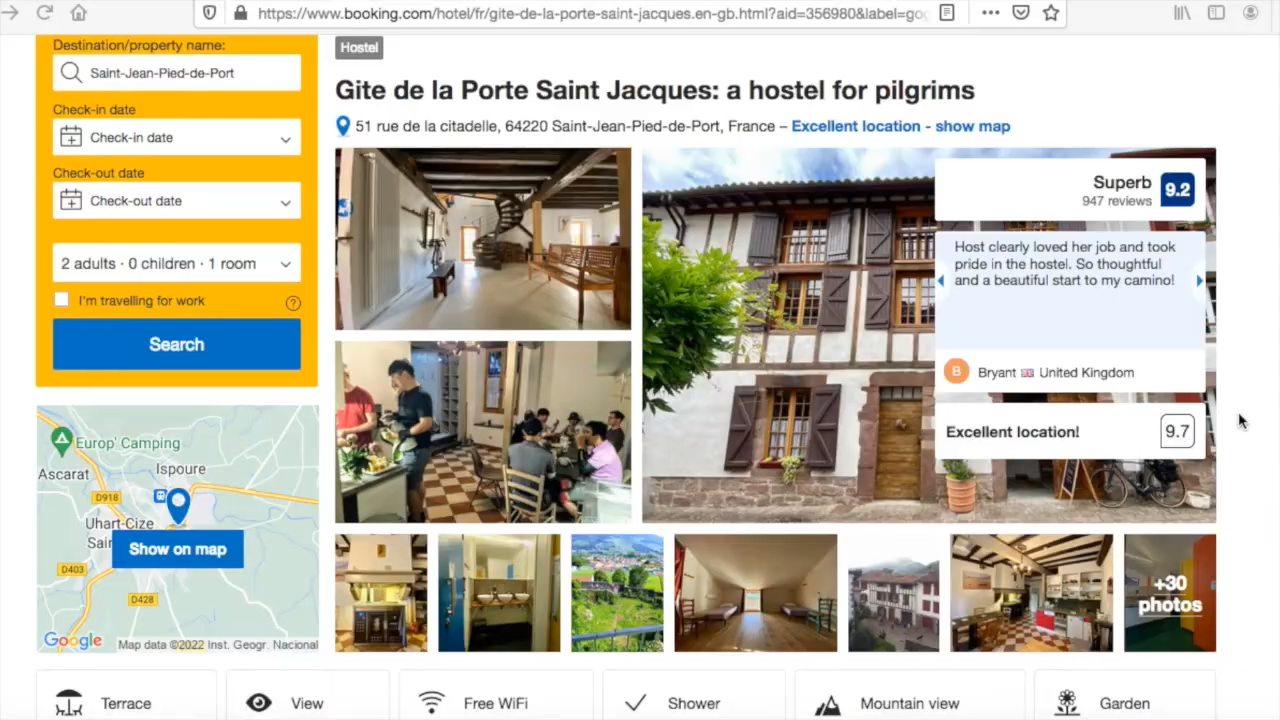 https://www.booking.com/hotel/fr/gite-de-la-porte-saint-jacques.en-gb.html?aid=356980&label=gog
Destination/property name:
Saint-Jean-Pied-de-Port
Check-in date
Check-in date
Check-out date
Check-out date
2 adults · 0 children · 1 room
I'm travelling for work
?
Search
Europ' Camping
Ascarat
Ispoure
D918
Uhart-Cize
Sai
Show on map
D403
D428
Google
Map data ©2022 Inst. Geogr. Nacional
Hostel
Gite de la Porte Saint Jacques: a hostel for pilgrims
51 rue de la citadelle, 64220 Saint-Jean-Pied-de-Port, France – Excellent location - show map
Superb
947 reviews
9.2
Host clearly loved her job and took
pride in the hostel. So thoughtful
and a beautiful start to my camino!
B
Bryant United Kingdom
Excellent location!
9.7
+30
photos
Terrace
View
Free WiFi
Shower
Mountain view
Garden